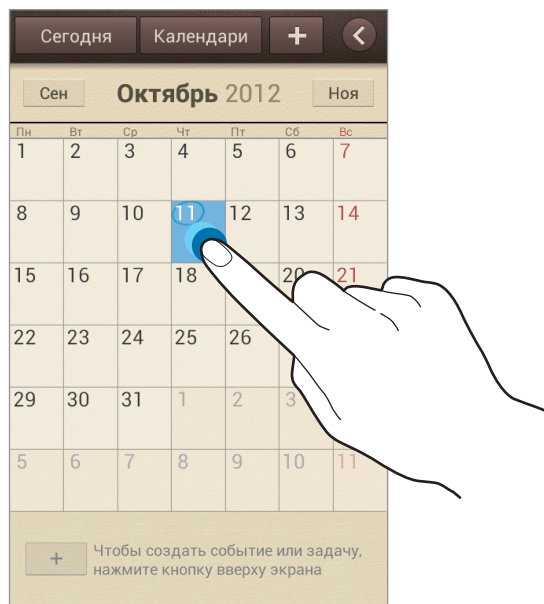 Сегодня Календари +
Сен Октябрь 2012 Ноя
Пн Вт Ср Чт Пт Сб Вс
1 2 3 4 5 6 7
8 9 10 11 12 13 14
15 16 17 18 20 21
22 23 24 25 26
29 30 31 1 2 3
5 6 7 8 9 10 11
+ Чтобы создать событие или задачу,
нажмите кнопку вверху экрана